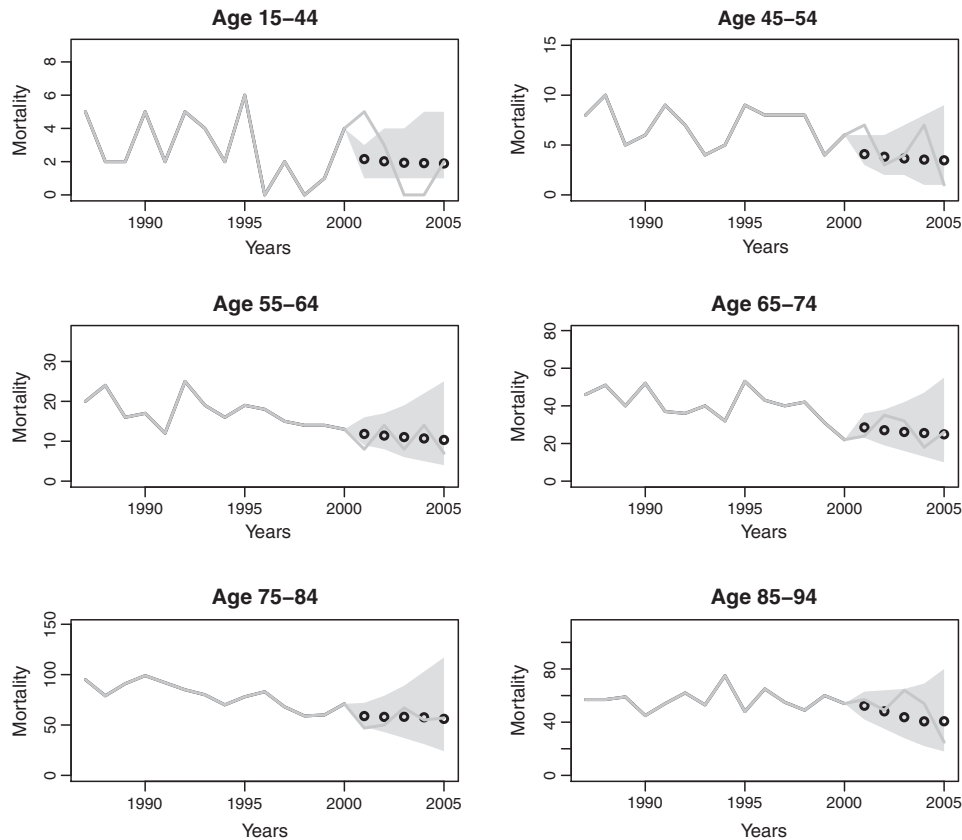 Age 15–44
Mortality
0 2 4 6 8
1990 1995 2000 2005
Years
Age 45–54
Mortality
0 5 10 15
1990 1995 2000 2005
Years
Age 55–64
Mortality
0 10 20 30
1990 1995 2000 2005
Years
Age 65–74
Mortality
0 20 40 60 80
1990 1995 2000 2005
Years
Age 75–84
Mortality
0 50 100 150
1990 1995 2000 2005
Years
Age 85–94
Mortality
0 40 80
1990 1995 2000 2005
Years